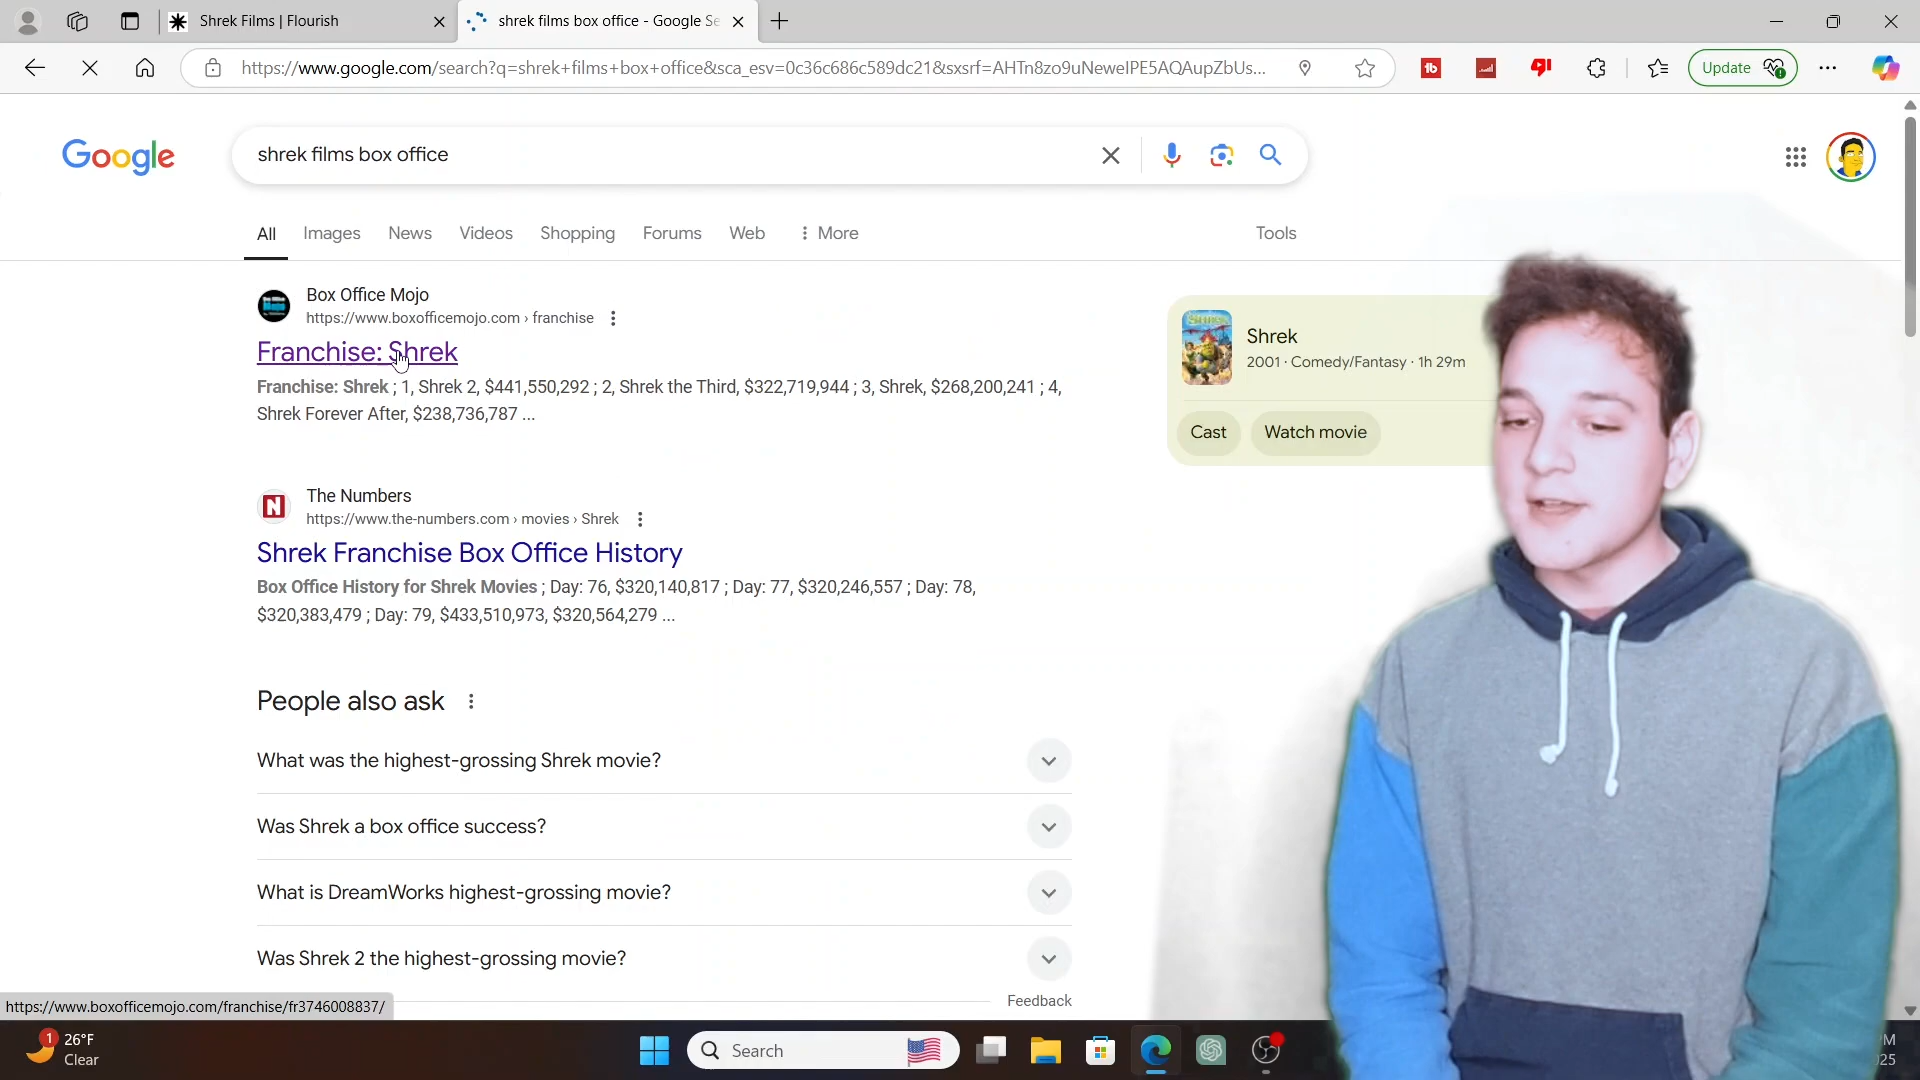 Shrek Films | Flourish
shrek films box office - Google Se
https://www.google.com/search?q=shrek+films+box+office&sca_esv=0c36c686c589dc21&sxsrf=AHTn8zo9uNeweIPE5AQAupZbUs...
Update
Google
shrek films box office
All
Images
News
Videos
Shopping
Forums
Web
More
Tools
Box Office Mojo
https://www.boxofficemojo.com › franchise
Franchise: Shrek
Franchise: Shrek ; 1, Shrek 2, $441,550,292 ; 2, Shrek the Third, $322,719,944 ; 3, Shrek, $268,200,241 ; 4,
Shrek Forever After, $238,736,787 ...
SHREK
Shrek
2001 · Comedy/Fantasy · 1h 29m
Cast
Watch movie
The Numbers
https://www.the-numbers.com › movies › Shrek
Shrek Franchise Box Office History
Box Office History for Shrek Movies ; Day: 76, $320,140,817 ; Day: 77, $320,246,557 ; Day: 78,
$320,383,479 ; Day: 79, $433,510,973, $320,564,279 ...
People also ask
What was the highest-grossing Shrek movie?
Was Shrek a box office success?
What is DreamWorks highest-grossing movie?
Was Shrek 2 the highest-grossing movie?
Feedback
https://www.boxofficemojo.com/franchise/fr3746008837/
1
26°F
Clear
Search
PM
25